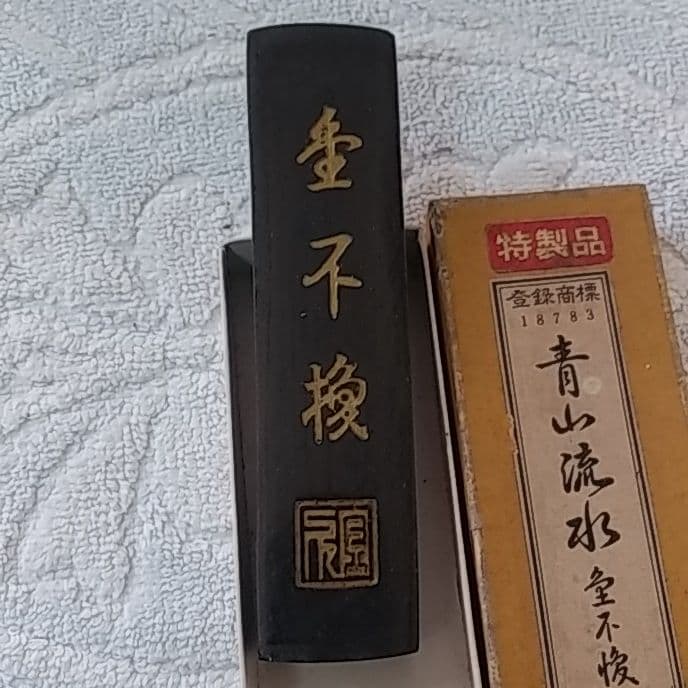 金不換
特製品
登録商標
18783
青山流水
金不換